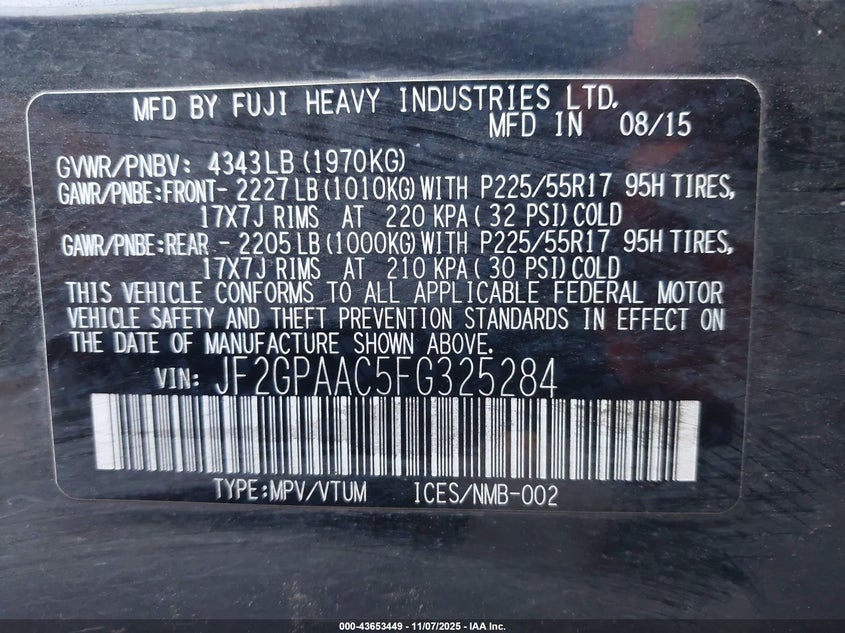 MFD BY FUJI HEAVY INDUSTRIES LTD.
MFD IN 08/15
GVWR/PNBV: 4343LB(1970KG)
GAWR/PNBE:FRONT- 2227LB(1010KG)WITH P225/55R17 95H TIRES,
17X7J RIMS AT 220 KPA( 32 PSI)COLD
GAWR/PNBE:REAR - 2205LB(1000KG)WITH P225/55R17 95H TIRES,
17X7J RIMS AT 210 KPA( 30 PSI)COLD
THIS VEHICLE CONFORMS TO ALL APPLICABLE FEDERAL MOTOR
VEHICLE SAFETY AND THEFT PREVENTION STANDARDS IN EFFECT ON
THE DATE OF MANUFACTURE SHOWN ABOVE.
VIN: JF2GPAAC5FG325284
TYPE:MPV/VTUM ICES/NMB-002
000-43653449 - 11/07/2025 - IAA Inc.